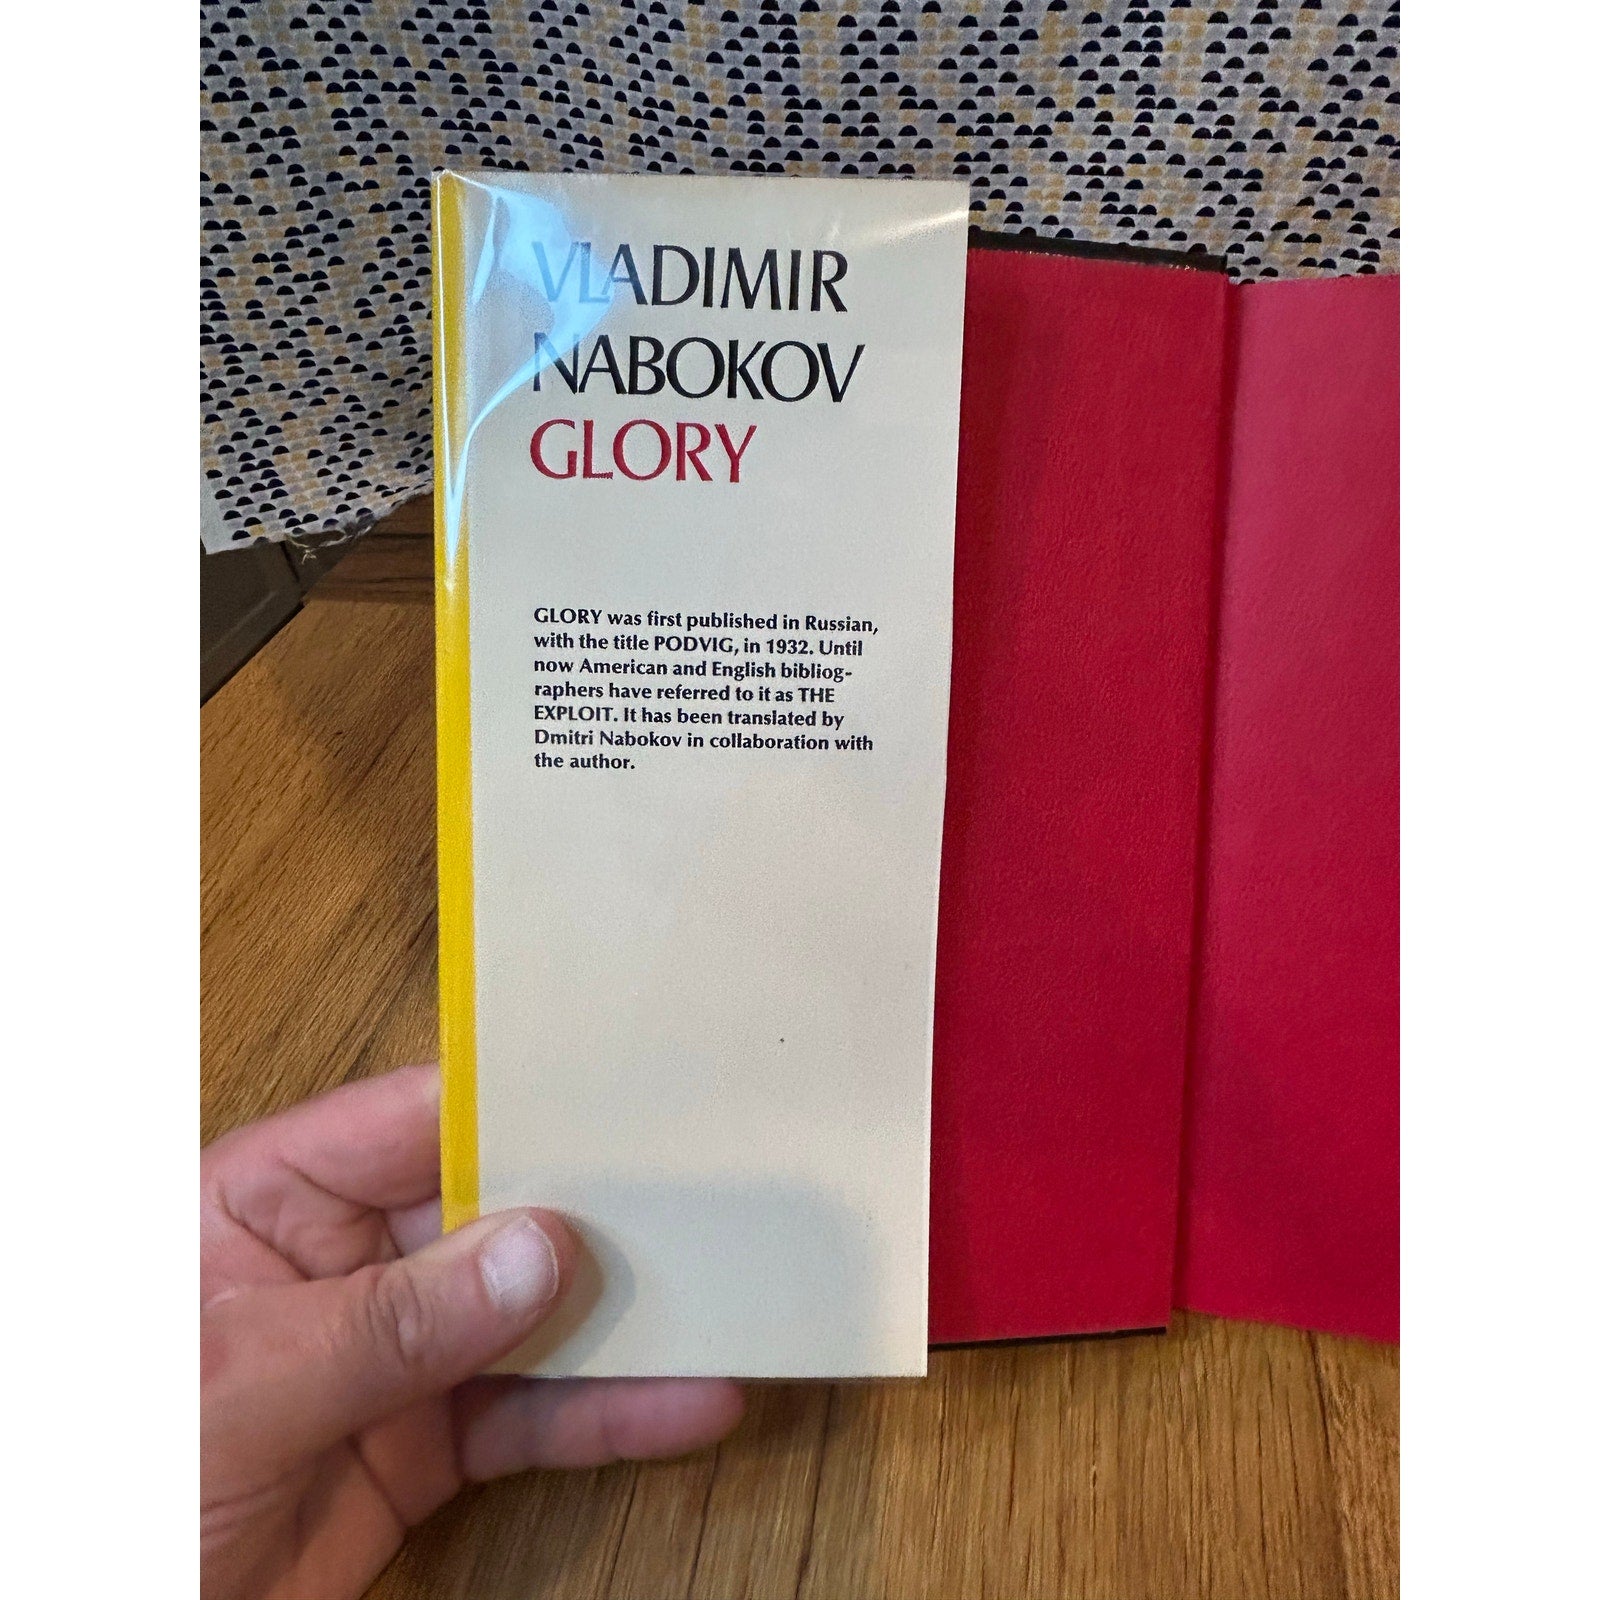 VLADIMIR
NABOKOV
GLORY
GLORY was first published in Russian,
with the title PODVIG, in 1932. Until
now American and English bibliog-
raphers have referred to it as THE
EXPLOIT. It has been translated by
Dmitri Nabokov in collaboration with
the author.